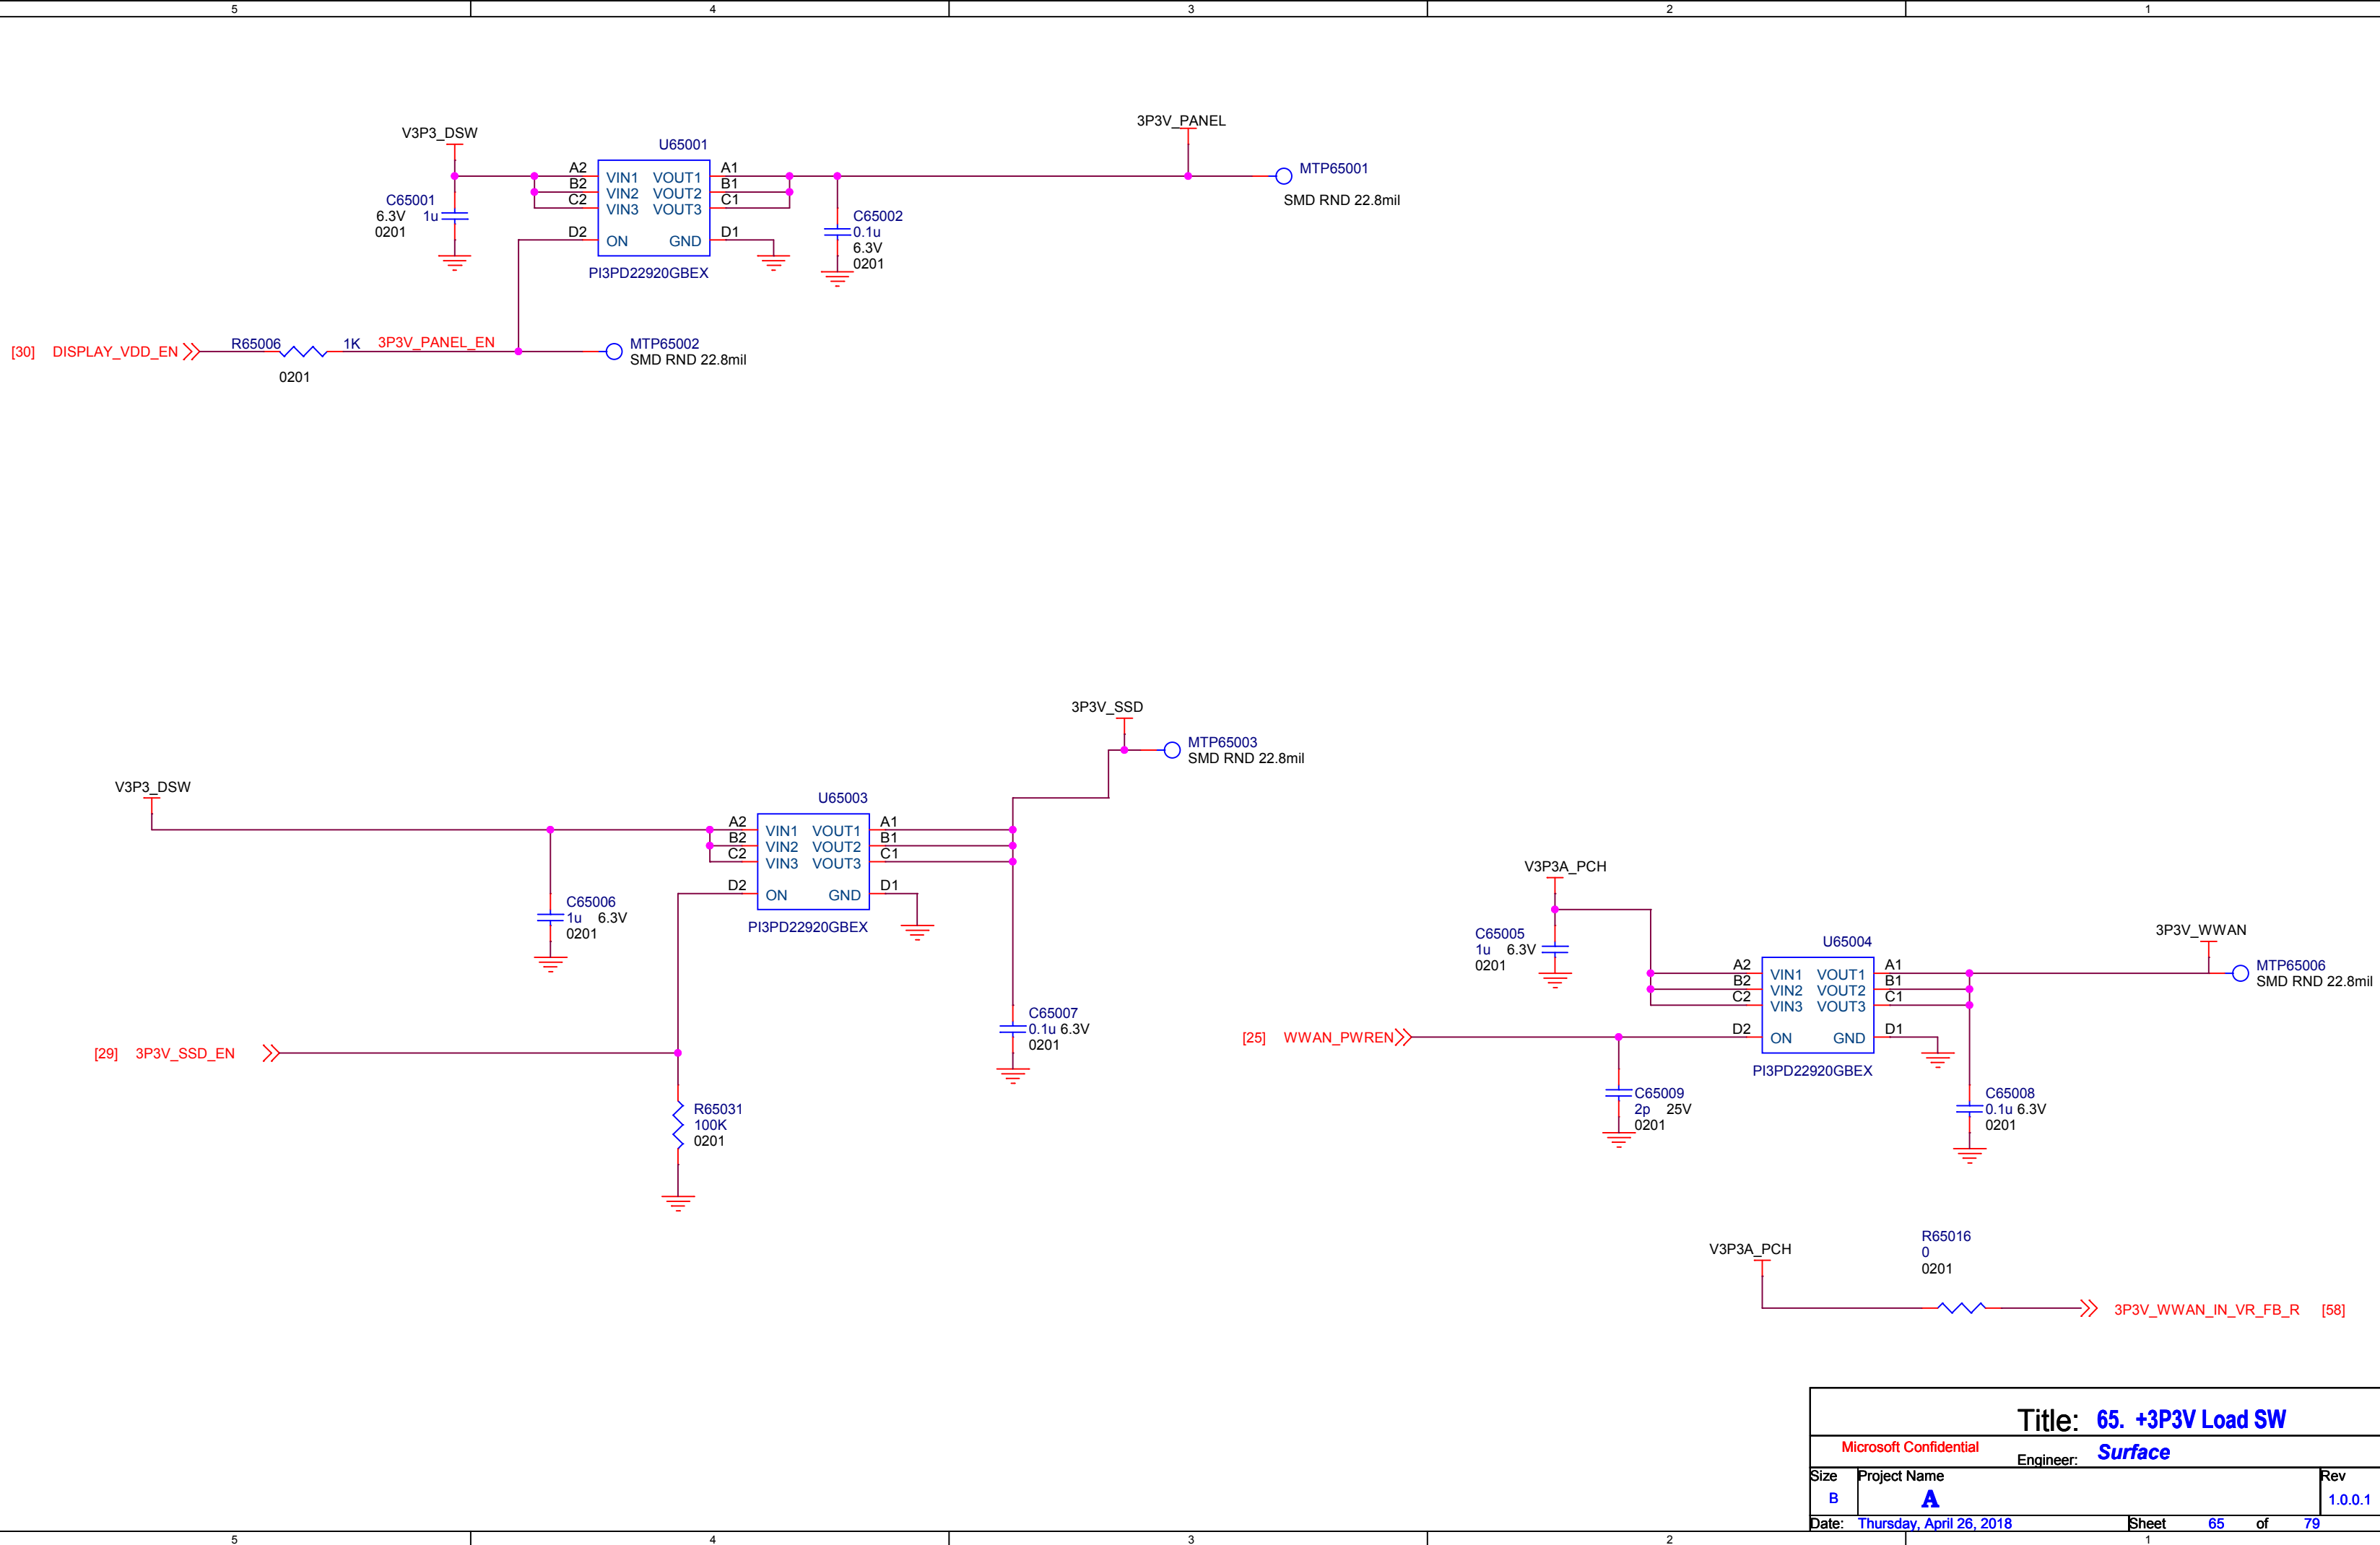 5 4 3 2 1
V3P3_DSW
U65001
A2 VIN1 VOUT1 A1
B2 VIN2 VOUT2 B1
C2 VIN3 VOUT3 C1
D2 ON GND D1
PI3PD22920GBEX
C65001
6.3V 1u
0201
C65002
0.1u
6.3V
0201
3P3V_PANEL
MTP65001
SMD RND 22.8mil
[30] DISPLAY_VDD_EN
R65006 1K
0201
3P3V_PANEL_EN
MTP65002
SMD RND 22.8mil
3P3V_SSD
MTP65003
SMD RND 22.8mil
V3P3_DSW
U65003
A2 VIN1 VOUT1 A1
B2 VIN2 VOUT2 B1
C2 VIN3 VOUT3 C1
D2 ON GND D1
PI3PD22920GBEX
C65006
1u 6.3V
0201
C65007
0.1u 6.3V
0201
[29] 3P3V_SSD_EN
R65031
100K
0201
V3P3A_PCH
C65005
1u 6.3V
0201
U65004
A2 VIN1 VOUT1 A1
B2 VIN2 VOUT2 B1
C2 VIN3 VOUT3 C1
D2 ON GND D1
PI3PD22920GBEX
3P3V_WWAN
MTP65006
SMD RND 22.8mil
[25] WWAN_PWREN
C65009
2p 25V
0201
C65008
0.1u 6.3V
0201
V3P3A_PCH
R65016
0
0201
3P3V_WWAN_IN_VR_FB_R [58]
Title: 65. +3P3V Load SW
Microsoft Confidential
Engineer: Surface
Size Project Name Rev
B A 1.0.0.1
Date: Thursday, April 26, 2018 Sheet 65 of 79
5 4 3 2 1